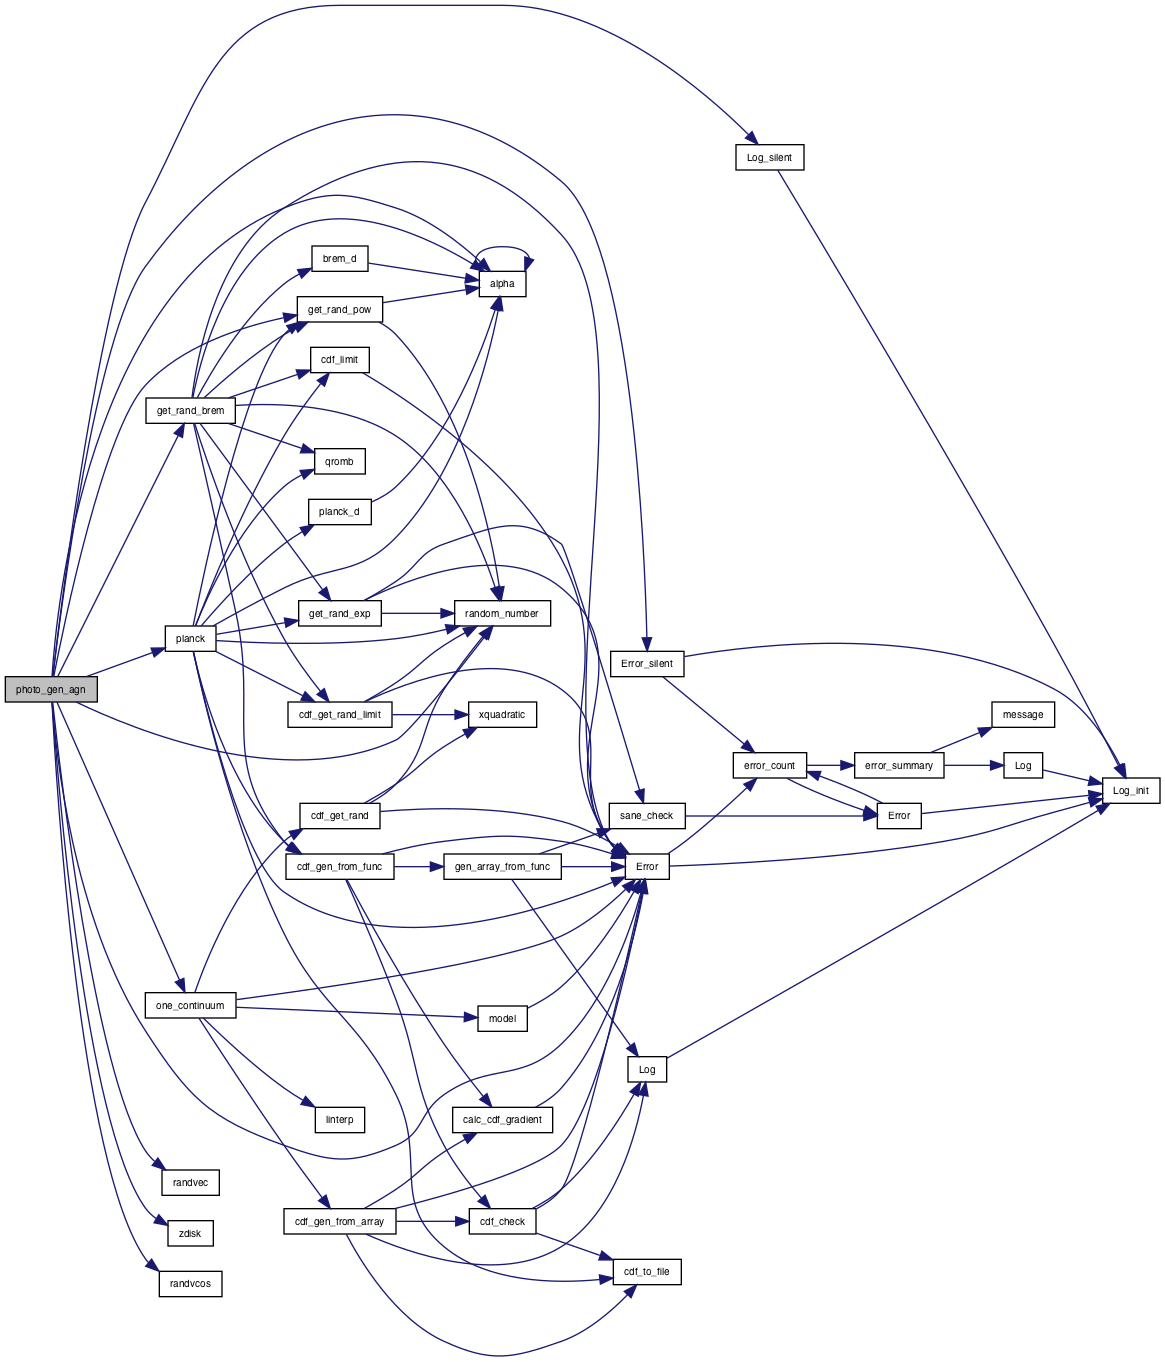 Log_silent
brem_d
alpha
get_rand_pow
cdf_limit
get_rand_brem
qromb
planck_d
get_rand_exp
random_number
planck
Error_silent
photo_gen_agn
cdf_get_rand_limit
xquadratic
message
error_count
error_summary
Log
Log_init
cdf_get_rand
sane_check
Error
cdf_gen_from_func
gen_array_from_func
Error
one_continuum
model
Log
linterp
calc_cdf_gradient
randvec
cdf_gen_from_array
cdf_check
zdisk
cdf_to_file
randvcos